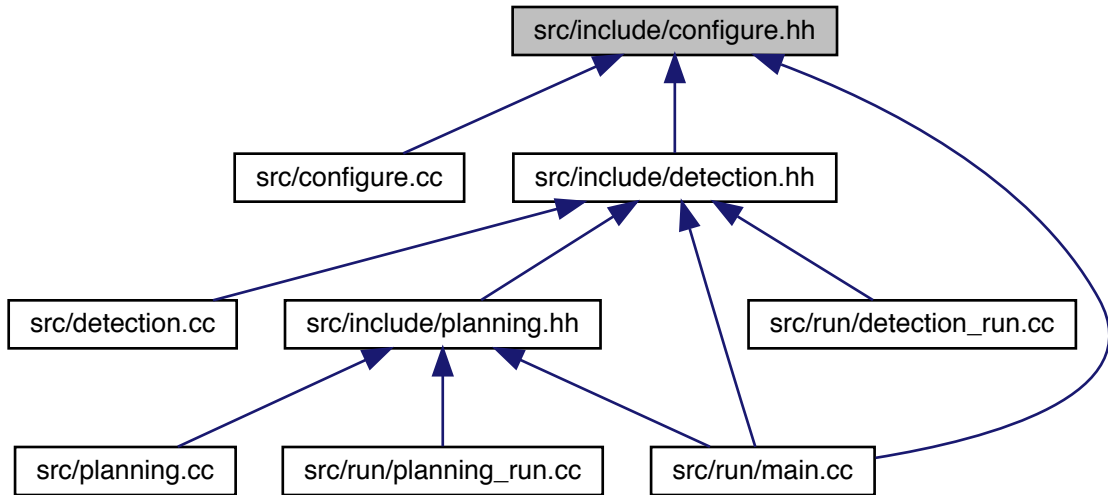 src/include/configure.hh
src/configure.cc
src/include/detection.hh
src/detection.cc
src/include/planning.hh
src/run/detection_run.cc
src/planning.cc
src/run/planning_run.cc
src/run/main.cc